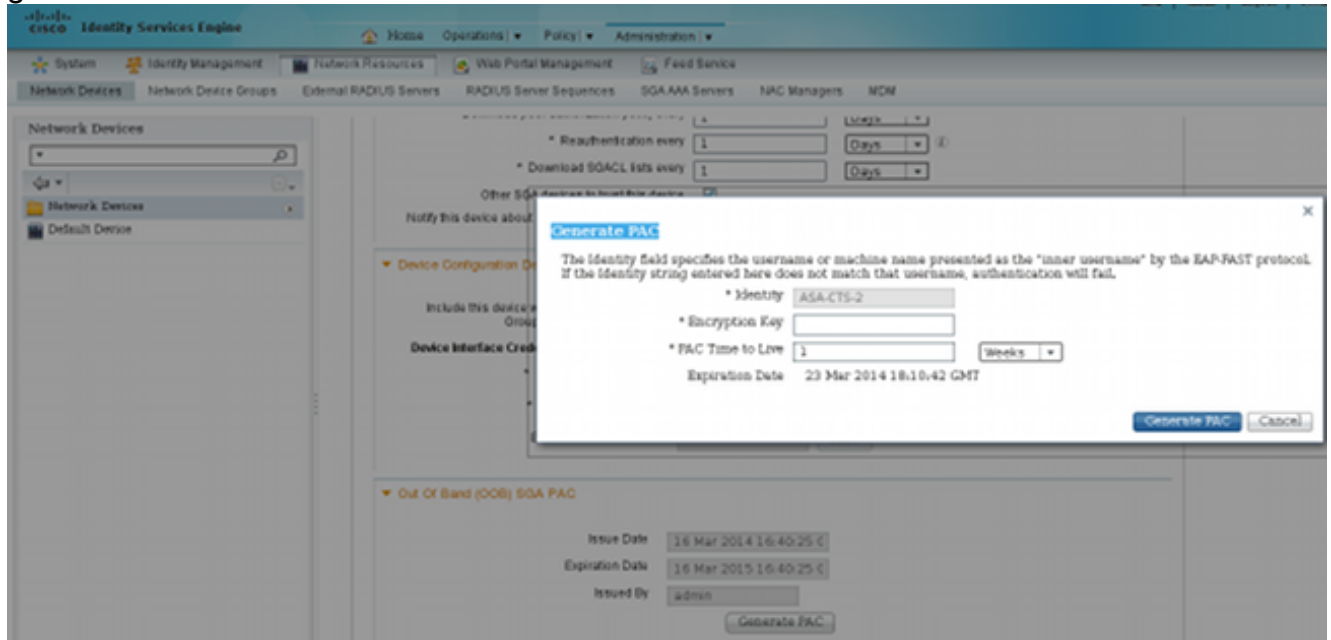 cisco Identity Services Engine
Home Operations Policy Administration
System Identity Management Network Resources Web Portal Management Feed Service
Network Devices Network Device Groups External RADIUS Servers RADIUS Server Sequences SGA AAA Servers NAC Managers MDM
Network Devices
Network Devices
Default Device
Days
* Reauthentication every 1 Days
* Download SGACL lists every 1 Days
Other SGA devices to trust this device
Notify this device about
Device Configuration
Include this device
Device Interface
Generate PAC
The Identity field specifies the username or machine name presented as the "inner username" by the EAP-FAST protocol.
If the Identity string entered here does not match that username, authentication will fail.
* Identity ASA-CTS-2
* Encryption Key
* PAC Time to Live 1 Weeks
Expiration Date 23 Mar 2014 18:10:42 GMT
Generate PAC Cancel
Out Of Band (OOB) SGA PAC
Issue Date 16 Mar 2014 16:40:25
Expiration Date 16 Mar 2015 16:40:25
Issued By admin
Generate PAC